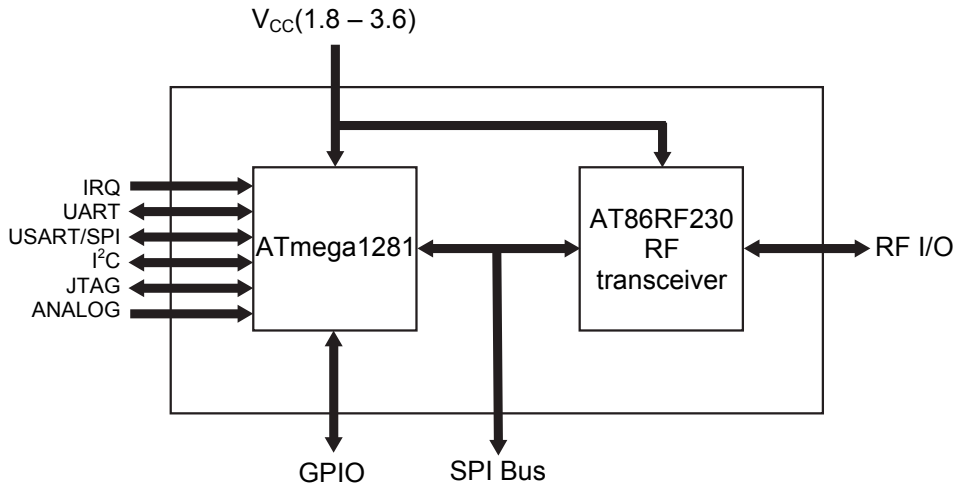 V_CC(1.8 – 3.6)
IRQ
UART
USART/SPI
I²C
JTAG
ANALOG
ATmega1281
AT86RF230
RF
transceiver
RF I/O
GPIO
SPI Bus